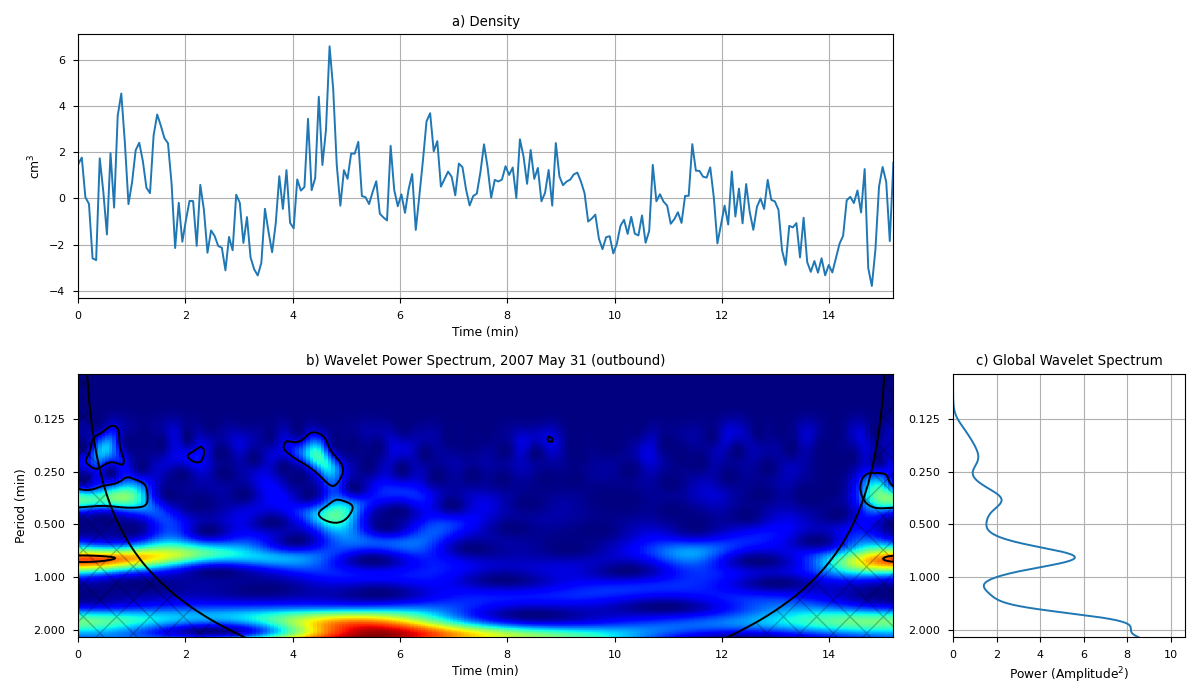 a) Density
cm³
6
4
2
0
−2
−4
0 2 4 6 8 10 12 14
Time (min)
b) Wavelet Power Spectrum, 2007 May 31 (outbound)
Period (min)
0.125
0.250
0.500
1.000
2.000
0 2 4 6 8 10 12 14
Time (min)
c) Global Wavelet Spectrum
0.125
0.250
0.500
1.000
2.000
0 2 4 6 8 10
Power (Amplitude²)